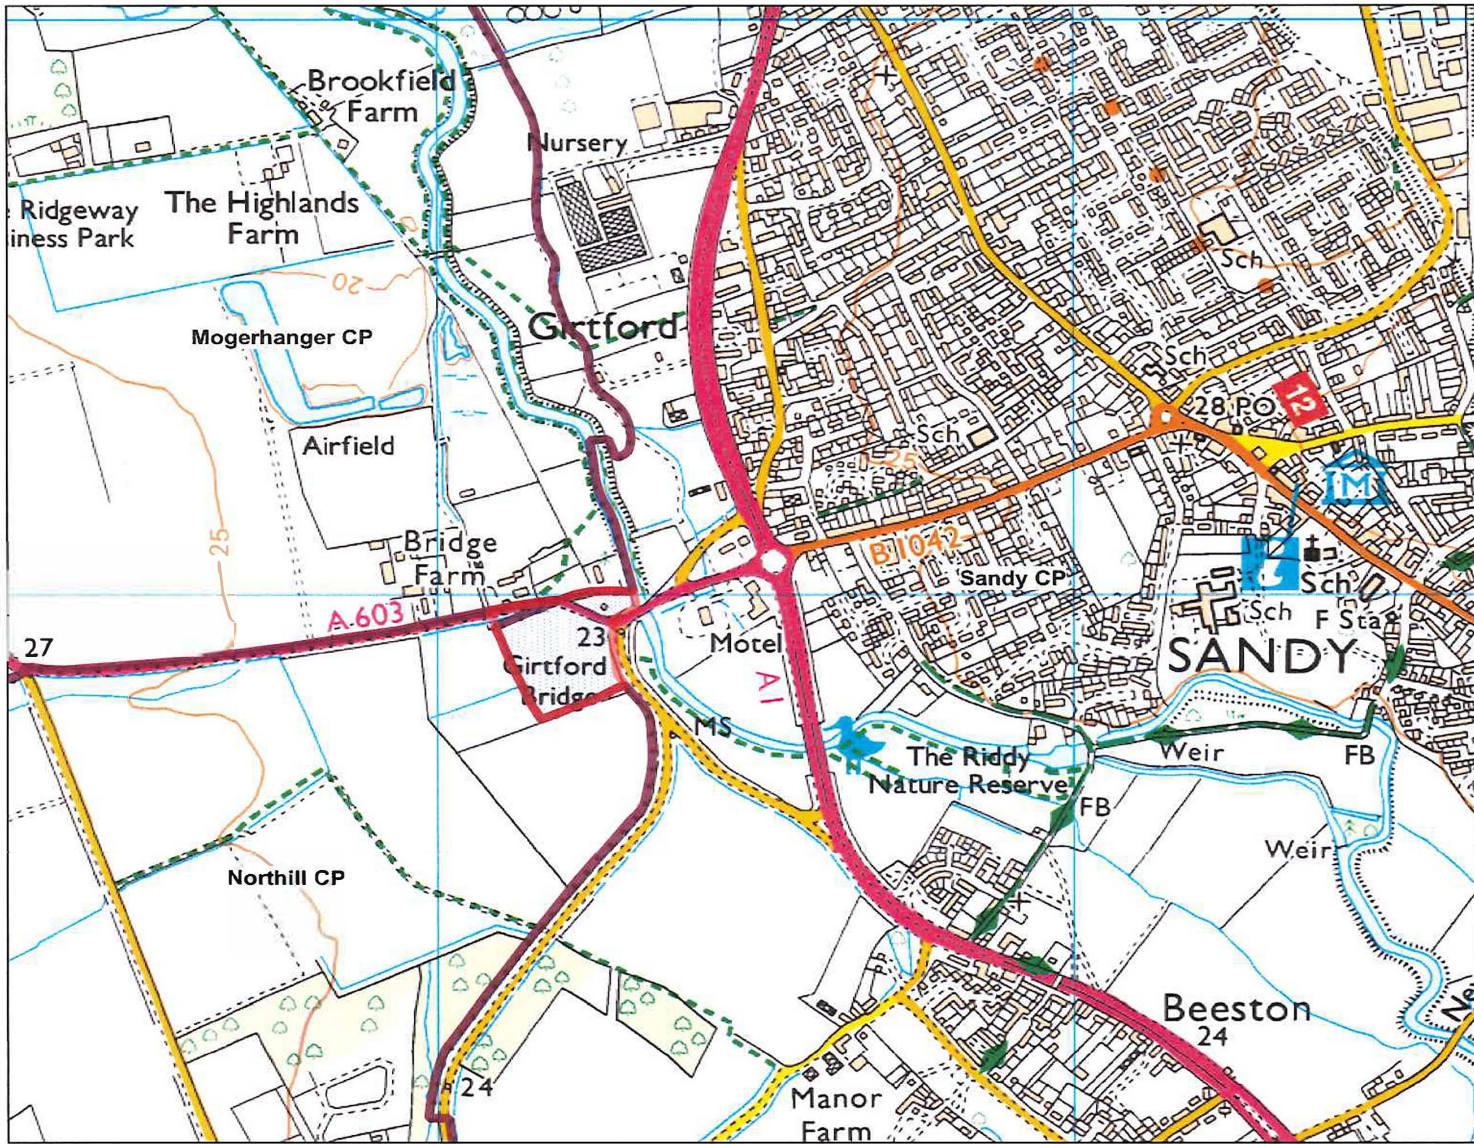 Brookfield
Farm
Nursery
e Ridgeway
siness Park
The Highlands
Farm
Sch
20
Mogerhanger CP
Girtford
Sch
28 PO
12
Airfield
Sch
25
M
25
Bridge
Farm
B1042
Sandy CP
Sch
Sch
F Sta
A 603
27
23
Girtford
Bridge
Motel
SANDY
A1
MS
The Riddy
Nature Reserve
Weir
FB
FB
Weir
Northill CP
Beeston
24
Ne
24
Manor
Farm